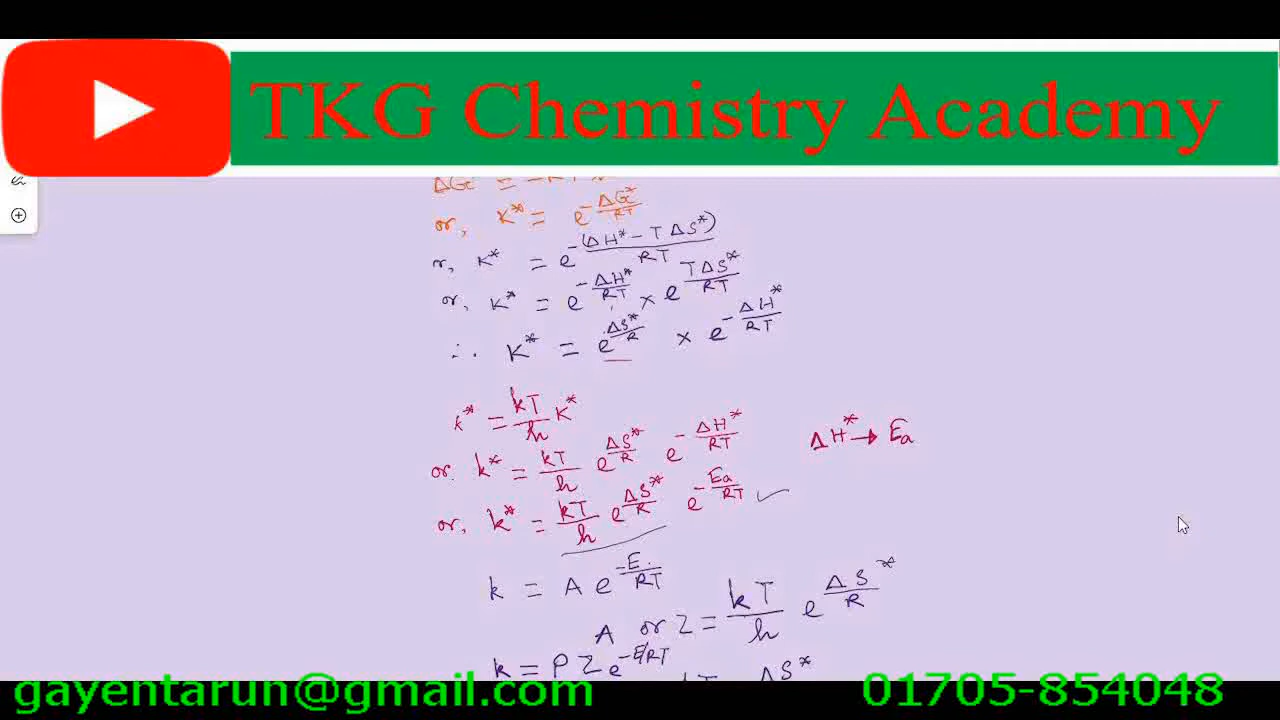 TKG Chemistry Academy
or, K* = e^(-ΔG*/RT)
K* = e^(-(ΔH* - TΔS*)/RT)
or, K* = e^(-ΔH*/RT) × e^(TΔS*/RT)
∴ K* = e^(ΔS*/R) × e^(-ΔH*/RT)
k* = kT/h K*
or, k* = kT/h e^(ΔS*/R) e^(-ΔH*/RT) ΔH* → Ea
or, k* = kT/h e^(ΔS*/R) e^(-Ea/RT)
k = A e^(-E/RT)
A or Z = kT/h e^(ΔS*/R)
k = P Z e^(-E/RT)
ΔS*
gayentarun@gmail.com 01705-854048